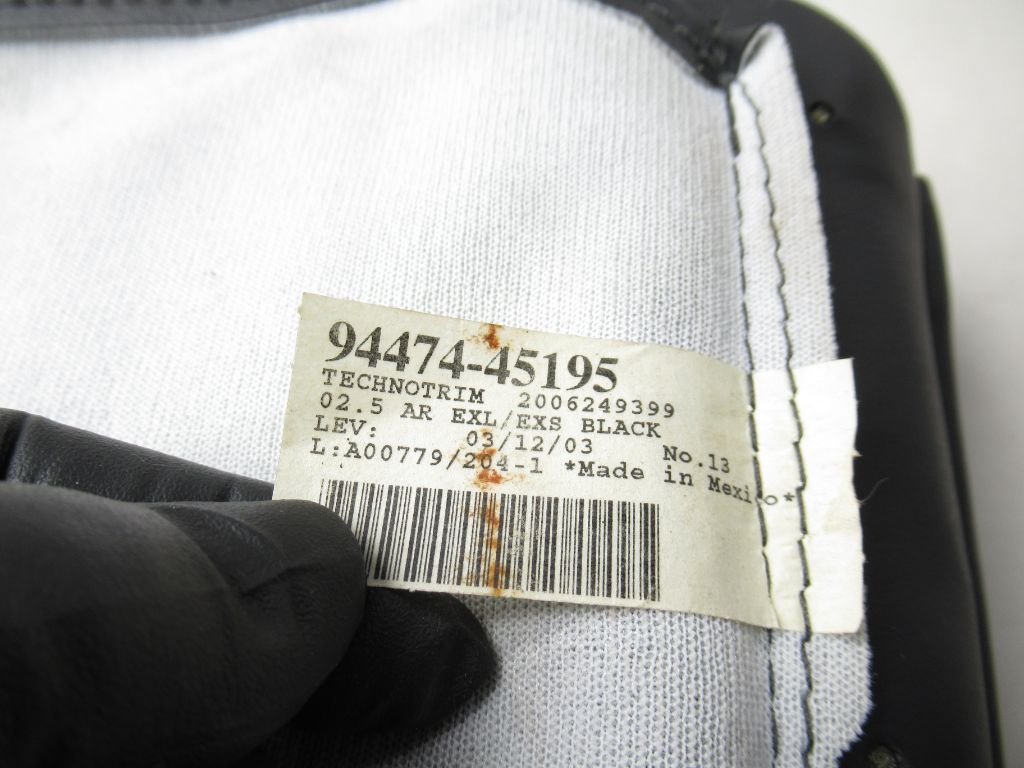 94474-45195
TECHNOTRIM 2006249399
02.5 AR EXL/EXS BLACK
LEV: 03/12/03 No.13
L:A00779/204-1 *Made in Mexico*